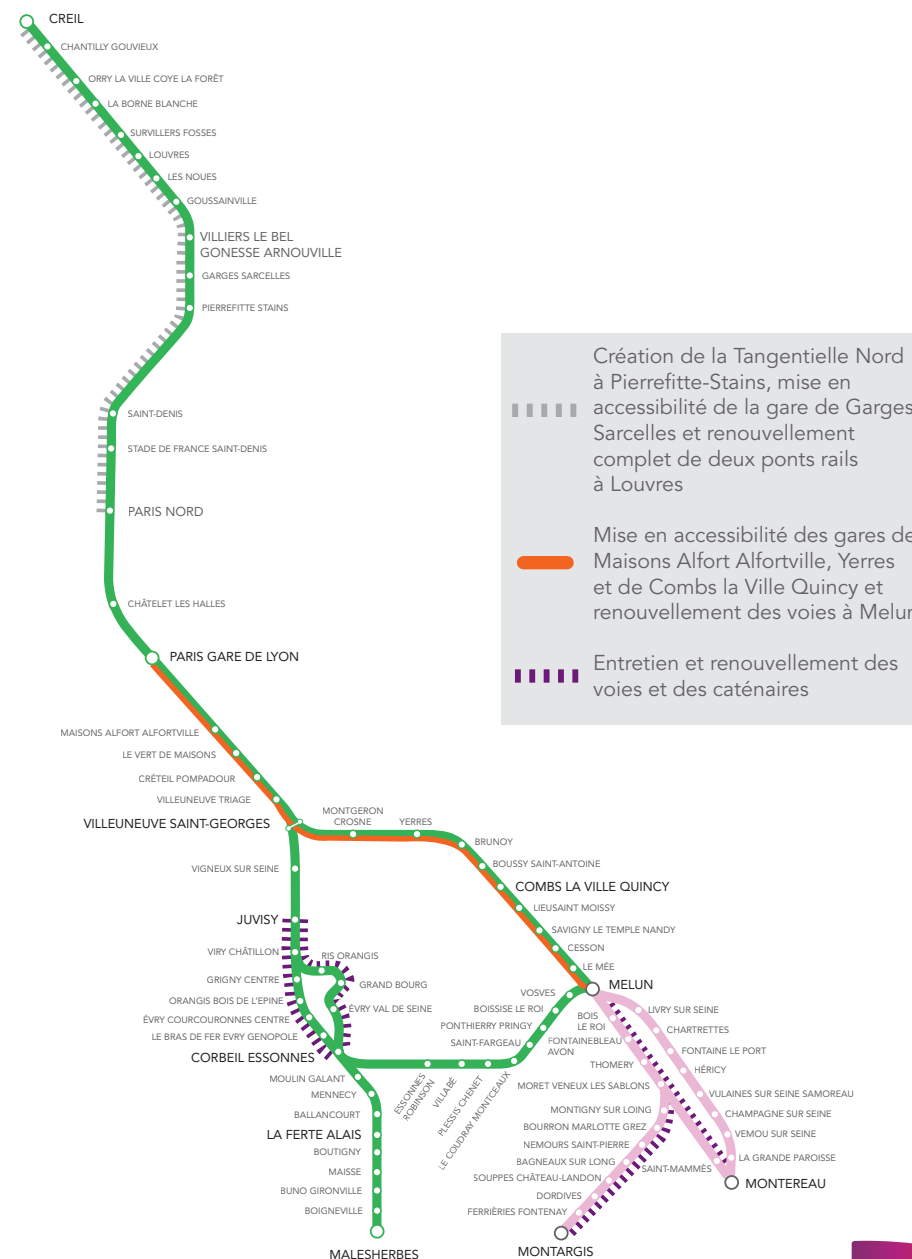 CREIL
CHANTILLY GOUVIEUX
ORRY LA VILLE COYE LA FORÊT
LA BORNE BLANCHE
SURVILLERS FOSSES
LOUVRES
LES NOUES
GOUSSAINVILLE
VILLIERS LE BEL
GONESSE ARNOUVILLE
GARGES SARCELLES
PIERREFITTE STAINS
SAINT-DENIS
STADE DE FRANCE SAINT-DENIS
PARIS NORD
CHÂTELET LES HALLES
PARIS GARE DE LYON
MAISONS ALFORT ALFORTVILLE
LE VERT DE MAISONS
CRÉTEIL POMPADOUR
VILLEUNEUVE TRIAGE
VILLEUNEUVE SAINT-GEORGES
MONTGERON
CROSNE
YERRES
BRUNOY
BOUSSY SAINT-ANTOINE
COMBS LA VILLE QUINCY
LIEUSAINT MOISSY
SAVIGNY LE TEMPLE NANDY
CESSON
LE MÉE
MELUN
VIGNEUX SUR SEINE
JUVISY
VIRY CHÂTILLON
GRIGNY CENTRE
ORANGIS BOIS DE L'EPINE
ÉVRY COURCOURONNES CENTRE
LE BRAS DE FER EVRY GENOPOLE
CORBEIL ESSONNES
RIS ORANGIS
GRAND BOURG
ÉVRY VAL DE SEINE
VOSVES
BOISSISE LE ROI
PONTHIERRY PRINGY
SAINT-FARGEAU
LE COUDRAY MONTCEAUX
PLESSIS CHENET
VILLABÉ
ESSONNES
ROBINSON
MOULIN GALANT
MENNECY
BALLANCOURT
LA FERTE ALAIS
BOUTIGNY
MAISSE
BUNO GIRONVILLE
BOIGNEVILLE
MALESHERBES
BOIS
LE ROI
FONTAINEBLEAU
AVON
THOMERY
MORET VENEUX LES SABLONS
MONTIGNY SUR LOING
BOURRON MARLOTTE GREZ
NEMOURS SAINT-PIERRE
BAGNEAUX SUR LONG
SOUPPES CHÂTEAU-LANDON
DORDIVES
FERRIÈRIES FONTENAY
MONTARGIS
SAINT-MAMMÈS
LIVRY SUR SEINE
CHARTRETTES
FONTAINE LE PORT
HÉRICY
VULAINES SUR SEINE SAMOREAU
CHAMPAGNE SUR SEINE
VEMOU SUR SEINE
LA GRANDE PAROISSE
MONTEREAU
Création de la Tangentielle Nord
à Pierrefitte-Stains, mise en
accessibilité de la gare de Garges
Sarcelles et renouvellement
complet de deux ponts rails
à Louvres
Mise en accessibilité des gares de
Maisons Alfort Alfortville, Yerres
et de Combs la Ville Quincy et
renouvellement des voies à Melun
Entretien et renouvellement des
voies et des caténaires